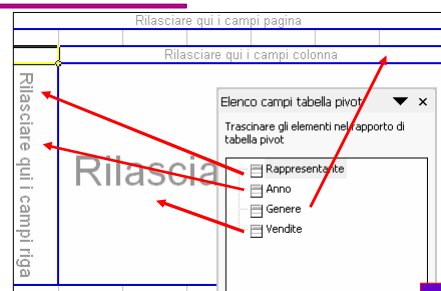 Rilasciare qui i campi pagina
Rilasciare qui i campi colonna
Rilasciare qui i campi riga
Rilascia
Elenco campi tabella pivot
Trascinare gli elementi nel rapporto di
tabella pivot
Rappresentante
Anno
Genere
Vendite